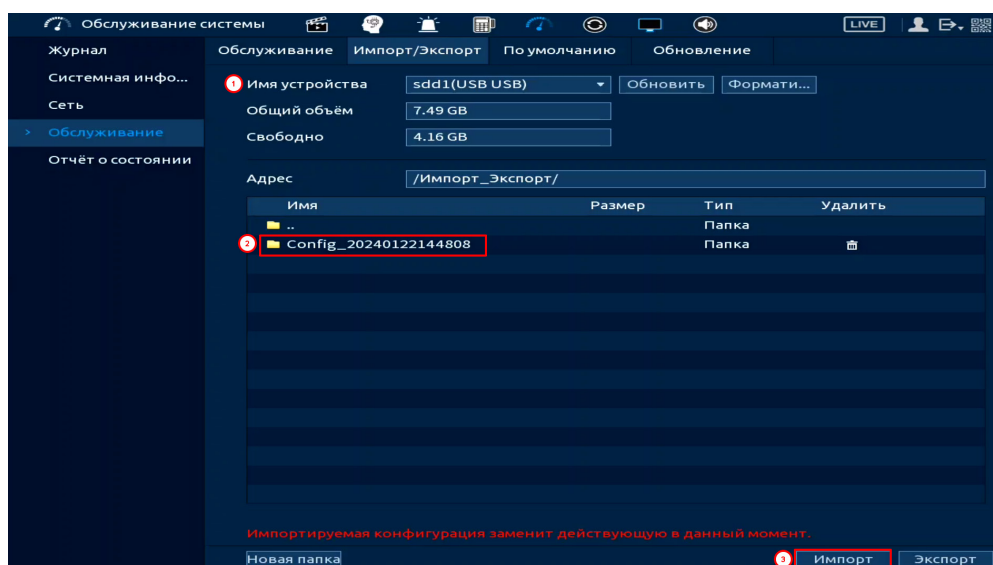 Обслуживание системы LIVE
Журнал Обслуживание Импорт/Экспорт По умолчанию Обновление
Системная инфо... 1 Имя устройства sdd1(USB USB) Обновить Формати...
Сеть Общий объём 7.49 GB
> Обслуживание Свободно 4.16 GB
Отчёт о состоянии
Адрес /Импорт_Экспорт/
Имя Размер Тип Удалить
.. Папка
2 Config_20240122144808 Папка
Импортируемая конфигурация заменит действующую в данный момент.
Новая папка 3 Импорт Экспорт